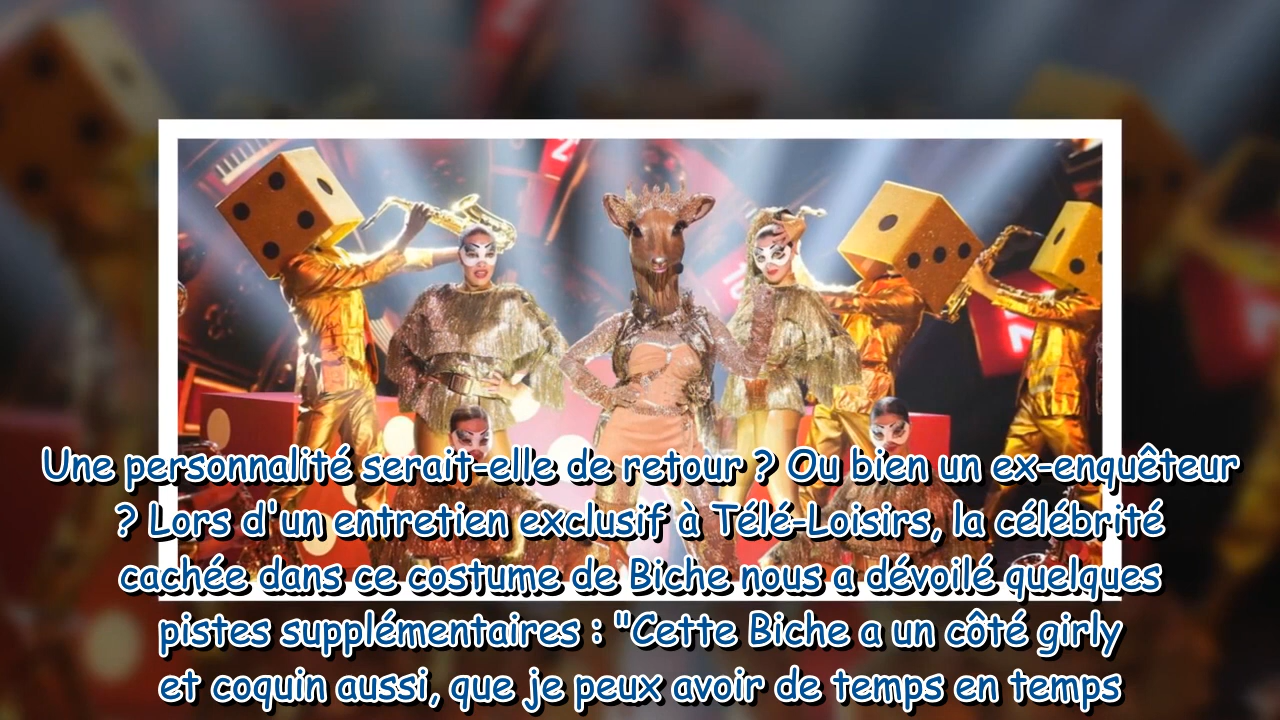 Une personnalité serait-elle de retour ? Ou bien un ex-enquêteur
? Lors d'un entretien exclusif à Télé-Loisirs, la célébrité
cachée dans ce costume de Biche nous a dévoilé quelques
pistes supplémentaires : "Cette Biche a un côté girly
et coquin aussi, que je peux avoir de temps en temps